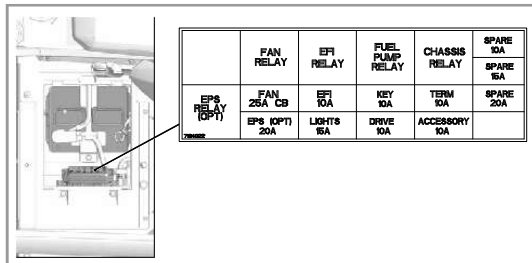 FAN
RELAY
EFI
RELAY
FUEL
PUMP
RELAY
CHASSIS
RELAY
SPARE
10A
SPARE
15A
EPS
RELAY
(OPT)
FAN
25A CB
EFI
10A
KEY
10A
TERM
10A
SPARE
20A
EPS (OPT)
20A
LIGHTS
15A
DRIVE
10A
ACCESSORY
10A